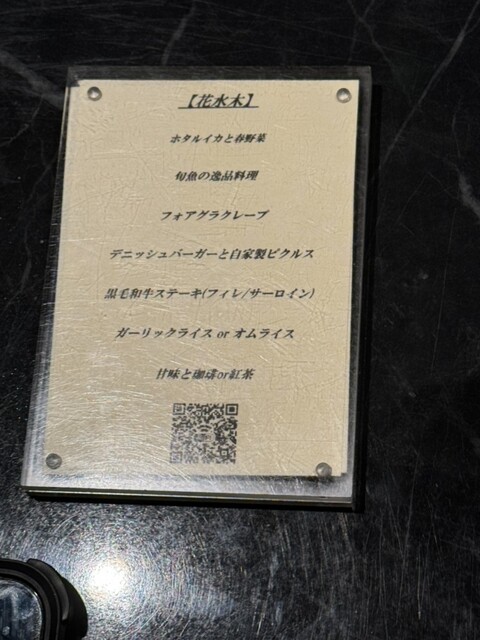 【花水木】
ホタルイカと春野菜
旬魚の逸品料理
フォアグラクレープ
デニッシュバーガーと自家製ピクルス
黒毛和牛ステーキ(フィレ/サーロイン)
ガーリックライス or オムライス
甘味と珈琲or紅茶